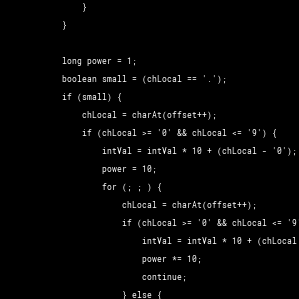 }
}
long power = 1;
boolean small = (chLocal == '.');
if (small) {
chLocal = charAt(offset++);
if (chLocal >= '0' && chLocal <= '9') {
intVal = intVal * 10 + (chLocal - '0');
power = 10;
for (; ; ) {
chLocal = charAt(offset++);
if (chLocal >= '0' && chLocal <= '9
intVal = intVal * 10 + (chLocal
power *= 10;
continue;
} else {